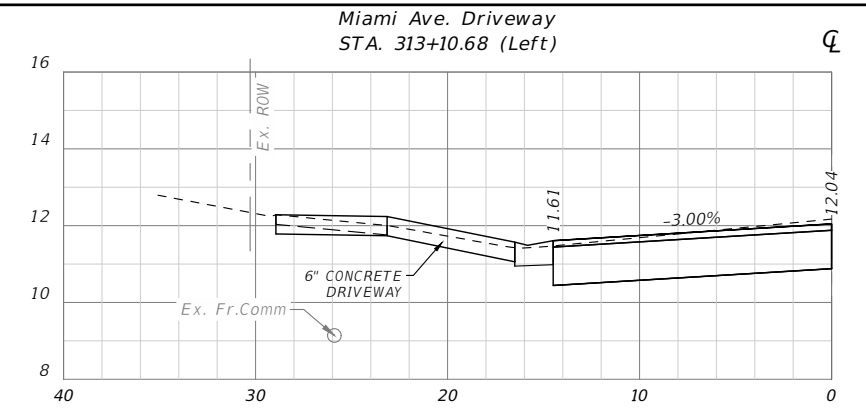 Miami Ave. Driveway
STA. 313+10.68 (Left)
℄
16
14
12
10
8
Ex. ROW
11.61
-3.00%
12.04
6" CONCRETE
DRIVEWAY
Ex. Fr.Comm
40
30
20
10
0